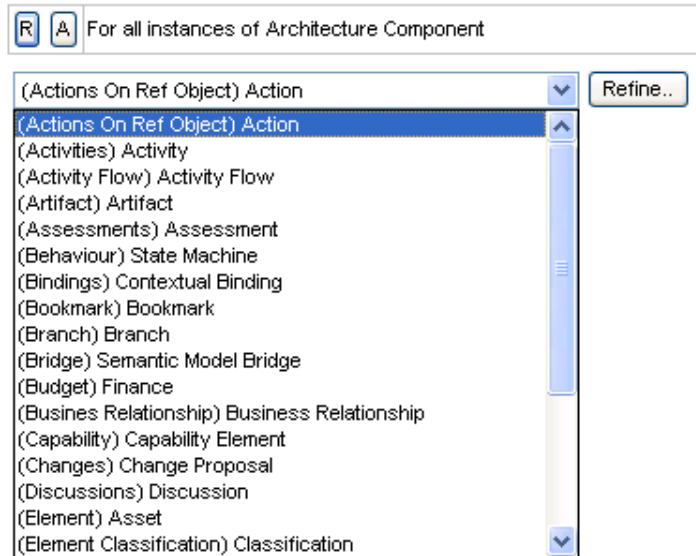 R A For all instances of Architecture Component
(Actions On Ref Object) Action Refine..
(Actions On Ref Object) Action
(Activities) Activity
(Activity Flow) Activity Flow
(Artifact) Artifact
(Assessments) Assessment
(Behaviour) State Machine
(Bindings) Contextual Binding
(Bookmark) Bookmark
(Branch) Branch
(Bridge) Semantic Model Bridge
(Budget) Finance
(Busines Relationship) Business Relationship
(Capability) Capability Element
(Changes) Change Proposal
(Discussions) Discussion
(Element) Asset
(Element Classification) Classification